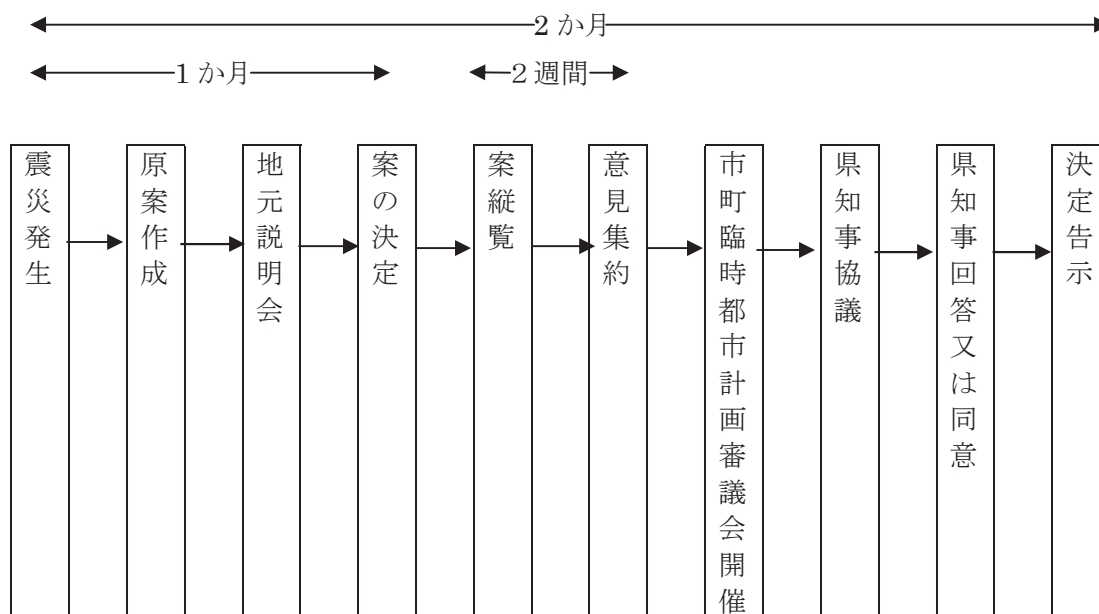 2か月
1か月
2週間
震災発生
原案作成
地元説明会
案の決定
案縦覧
意見集約
市町臨時都市計画審議会開催
県知事協議
県知事回答又は同意
決定告示